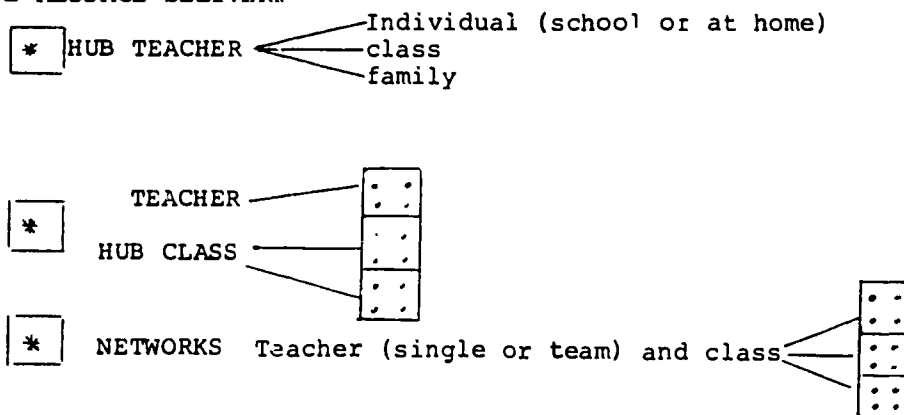 Individual (school or at home)
* HUB TEACHER class
family
TEACHER
*
HUB CLASS
* NETWORKS Teacher (single or team) and class